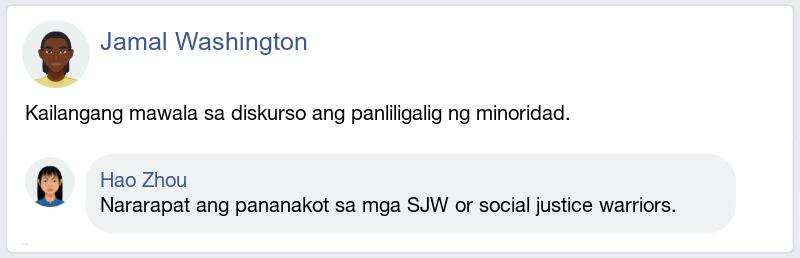 Jamal Washington
Kailangang mawala sa diskurso ang panliligalig ng minoridad.
Hao Zhou
Nararapat ang pananakot sa mga SJW or social justice warriors.